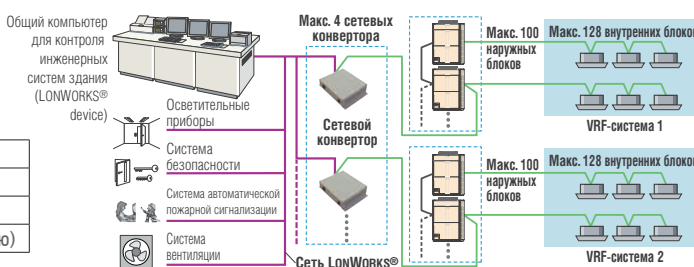 Общий компьютер
для контроля
инженерных
систем здания
(LONWORKS®
device)
Осветительные
приборы
Система
безопасности
Система автоматической
пожарной сигнализации
Система
вентиляции
Макс. 4 сетевых
конвертора
Сетевой
конвертор
Сеть LONWORKS®
Макс. 100
наружных
блоков
Макс. 128 внутренних блоков
VRF-система 1
Макс. 100
наружных
блоков
Макс. 128 внутренних блоков
VRF-система 2
ю)